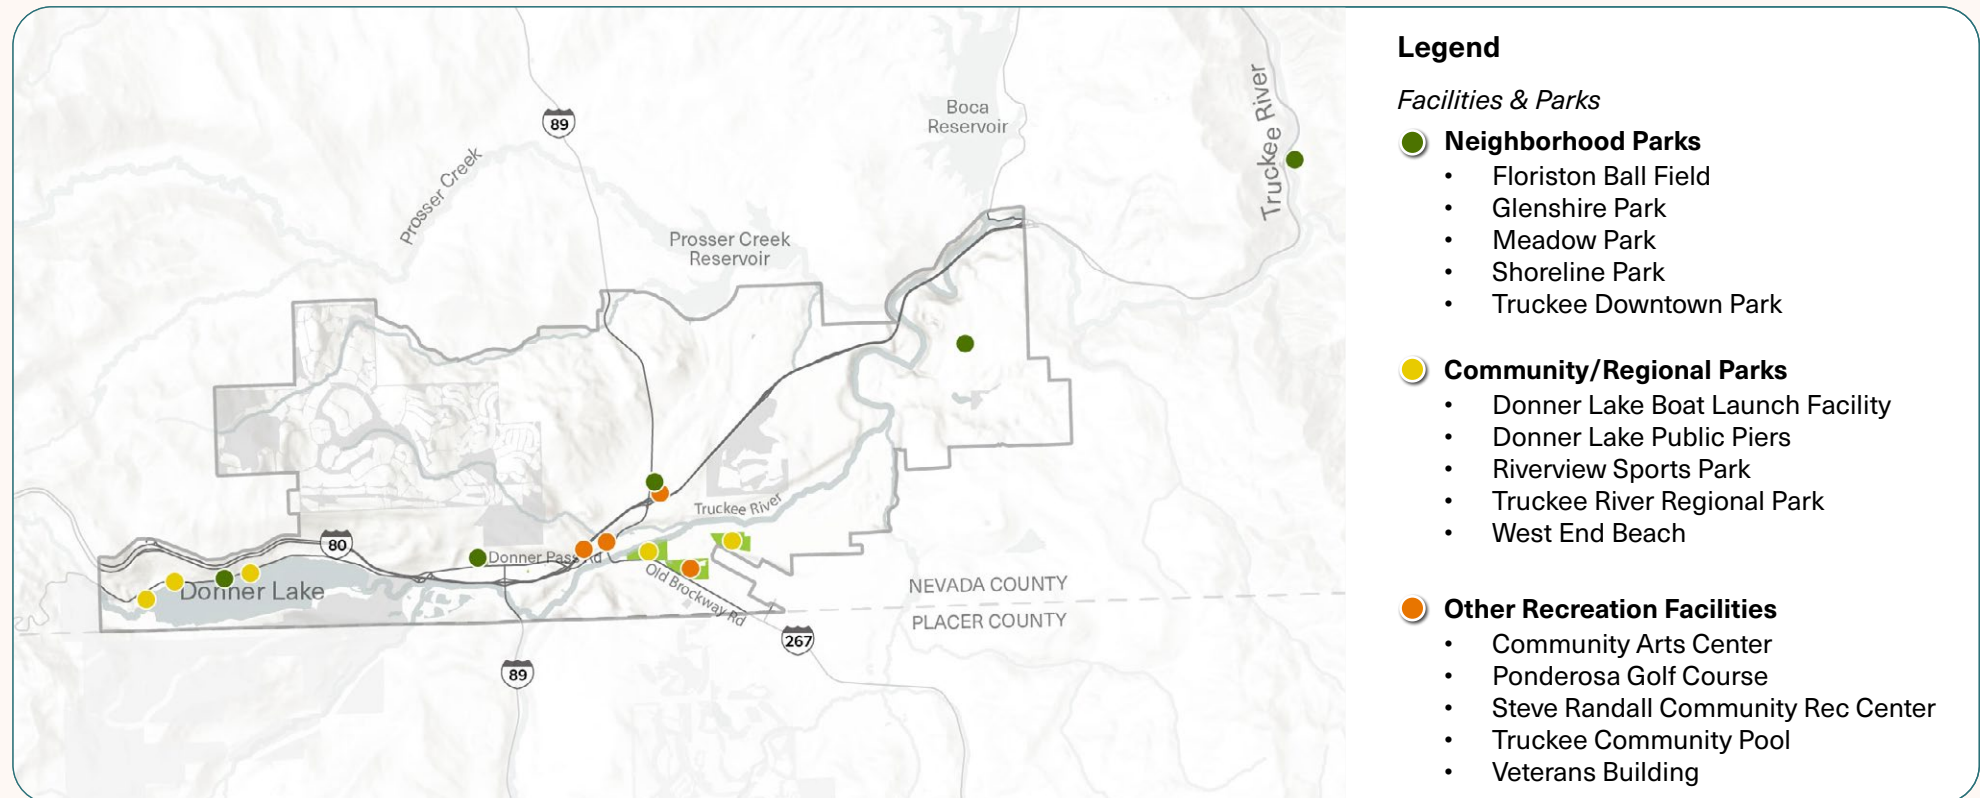 89
Boca
Reservoir
Truckee River
Prosser Creek
Prosser Creek
Reservoir
Truckee River
80
Donner Pass Rd
Donner Lake
Old Brockway Rd
NEVADA COUNTY
PLACER COUNTY
267
89
Legend
Facilities & Parks
Neighborhood Parks
• Floriston Ball Field
• Glenshire Park
• Meadow Park
• Shoreline Park
• Truckee Downtown Park
Community/Regional Parks
• Donner Lake Boat Launch Facility
• Donner Lake Public Piers
• Riverview Sports Park
• Truckee River Regional Park
• West End Beach
Other Recreation Facilities
• Community Arts Center
• Ponderosa Golf Course
• Steve Randall Community Rec Center
• Truckee Community Pool
• Veterans Building